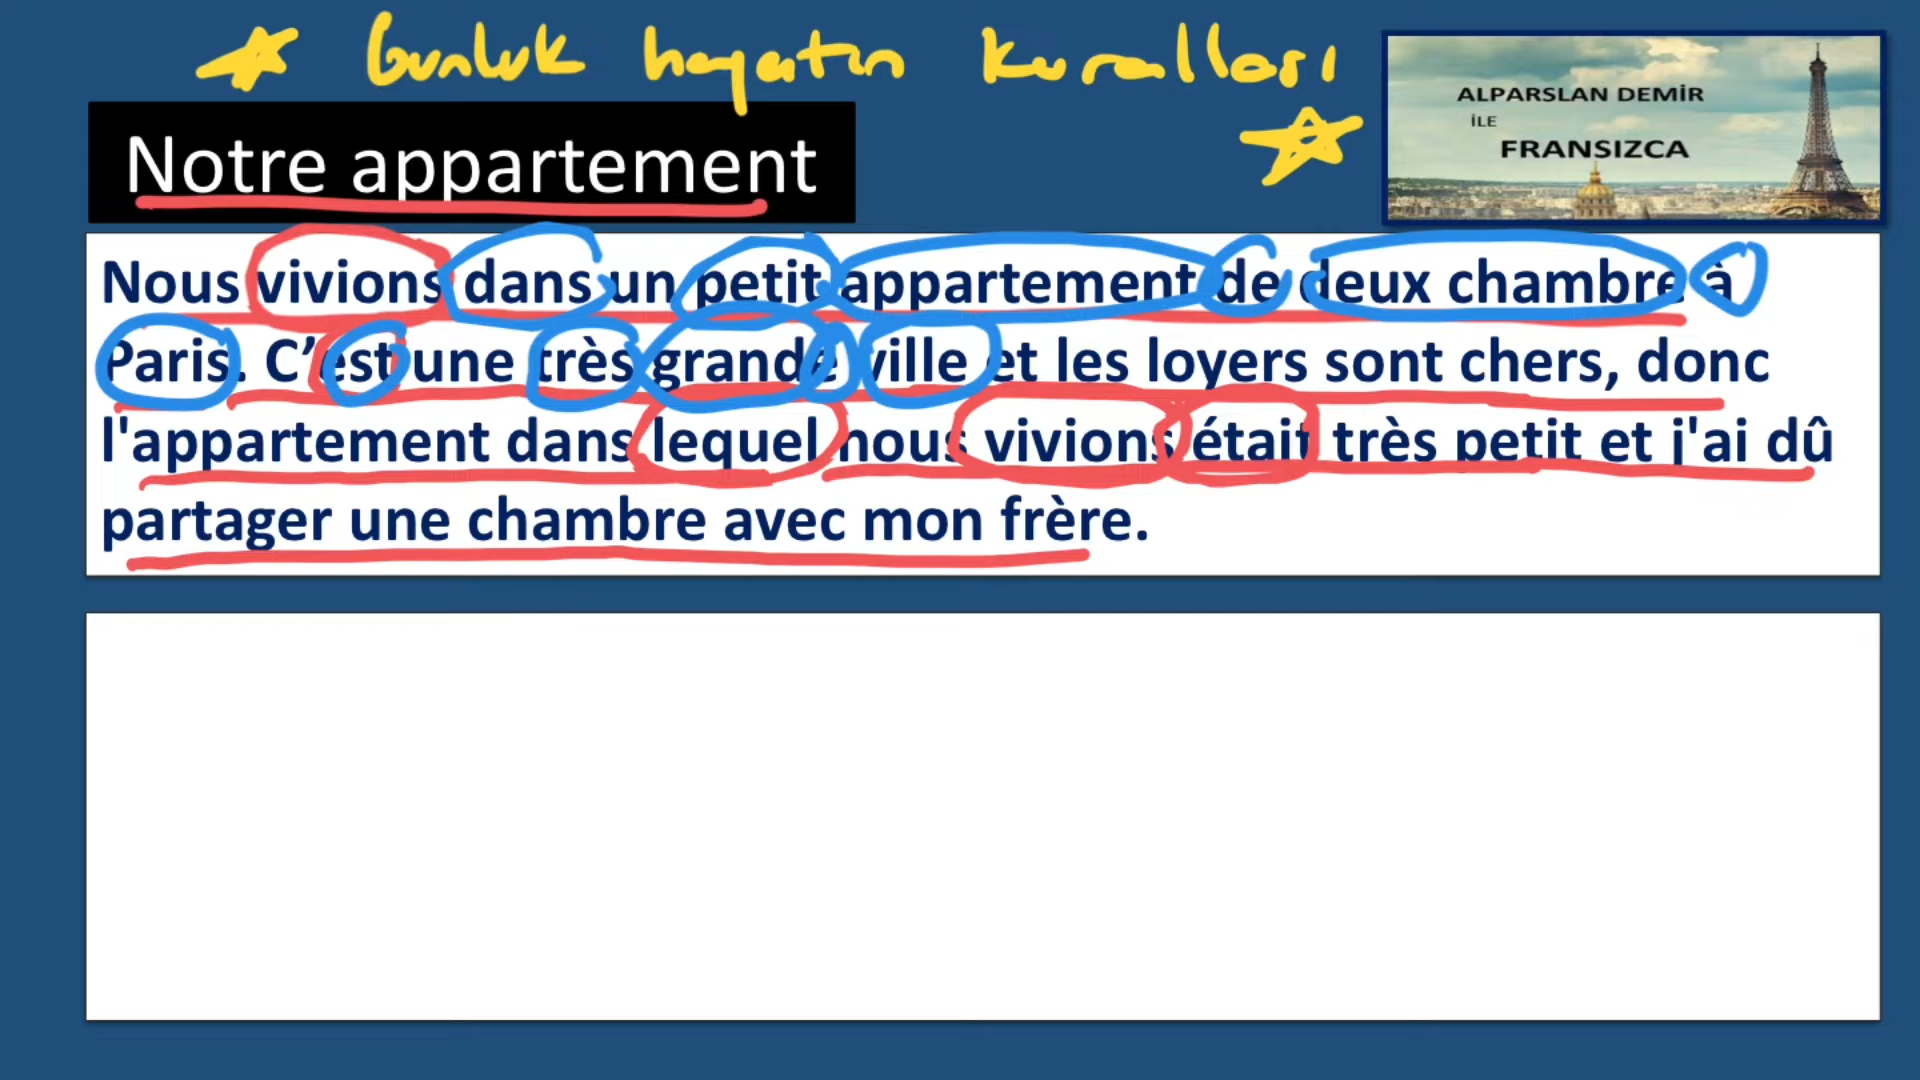 Gunluk hayatın kuralları
ALPARSLAN DEMİR
İLE
FRANSIZCA
Notre appartement
Nous vivions dans un petit appartement de deux chambre à
Paris. C’est une très grande ville et les loyers sont chers, donc
l'appartement dans lequel nous vivions était très petit et j'ai dû
partager une chambre avec mon frère.